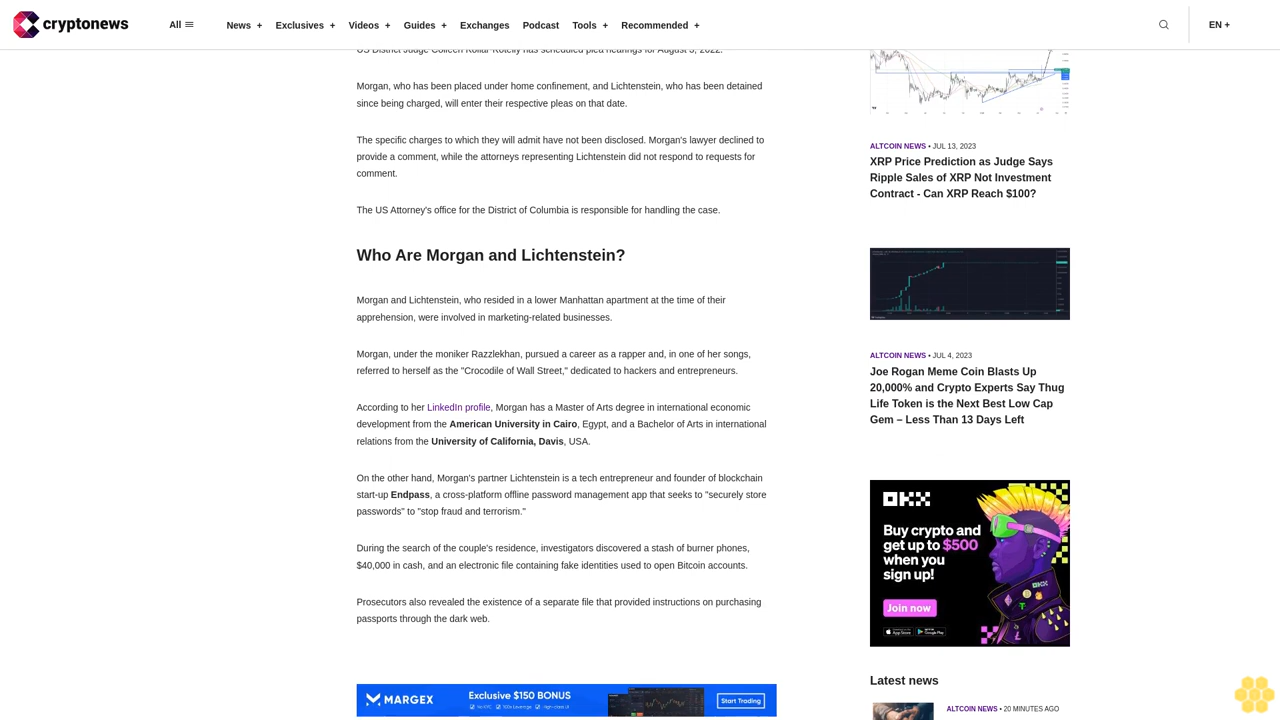 cryptonews
All
News +
Exclusives +
Videos +
Guides +
Exchanges
Podcast
Tools +
Recommended +
EN +
US District Judge Colleen Kollar-Kotelly has scheduled plea hearings for August 3, 2022.
Morgan, who has been placed under home confinement, and Lichtenstein, who has been detained
since being charged, will enter their respective pleas on that date.
The specific charges to which they will admit have not been disclosed. Morgan's lawyer declined to
provide a comment, while the attorneys representing Lichtenstein did not respond to requests for
comment.
The US Attorney's office for the District of Columbia is responsible for handling the case.
Who Are Morgan and Lichtenstein?
Morgan and Lichtenstein, who resided in a lower Manhattan apartment at the time of their
apprehension, were involved in marketing-related businesses.
Morgan, under the moniker Razzlekhan, pursued a career as a rapper and, in one of her songs,
referred to herself as the "Crocodile of Wall Street," dedicated to hackers and entrepreneurs.
According to her LinkedIn profile, Morgan has a Master of Arts degree in international economic
development from the American University in Cairo, Egypt, and a Bachelor of Arts in international
relations from the University of California, Davis, USA.
On the other hand, Morgan's partner Lichtenstein is a tech entrepreneur and founder of blockchain
start-up Endpass, a cross-platform offline password management app that seeks to "securely store
passwords" to "stop fraud and terrorism."
During the search of the couple's residence, investigators discovered a stash of burner phones,
$40,000 in cash, and an electronic file containing fake identities used to open Bitcoin accounts.
Prosecutors also revealed the existence of a separate file that provided instructions on purchasing
passports through the dark web.
MARGEX
Exclusive $150 BONUS
No KYC
100x Leverage
High-class UI
Start Trading
ALTCOIN NEWS • JUL 13, 2023
XRP Price Prediction as Judge Says
Ripple Sales of XRP Not Investment
Contract - Can XRP Reach $100?
ALTCOIN NEWS • JUL 4, 2023
Joe Rogan Meme Coin Blasts Up
20,000% and Crypto Experts Say Thug
Life Token is the Next Best Low Cap
Gem – Less Than 13 Days Left
OKX
Buy crypto and
get up to $500
when you
sign up!
Join now
App Store
Google Play
OKX
Latest news
ALTCOIN NEWS • 20 MINUTES AGO